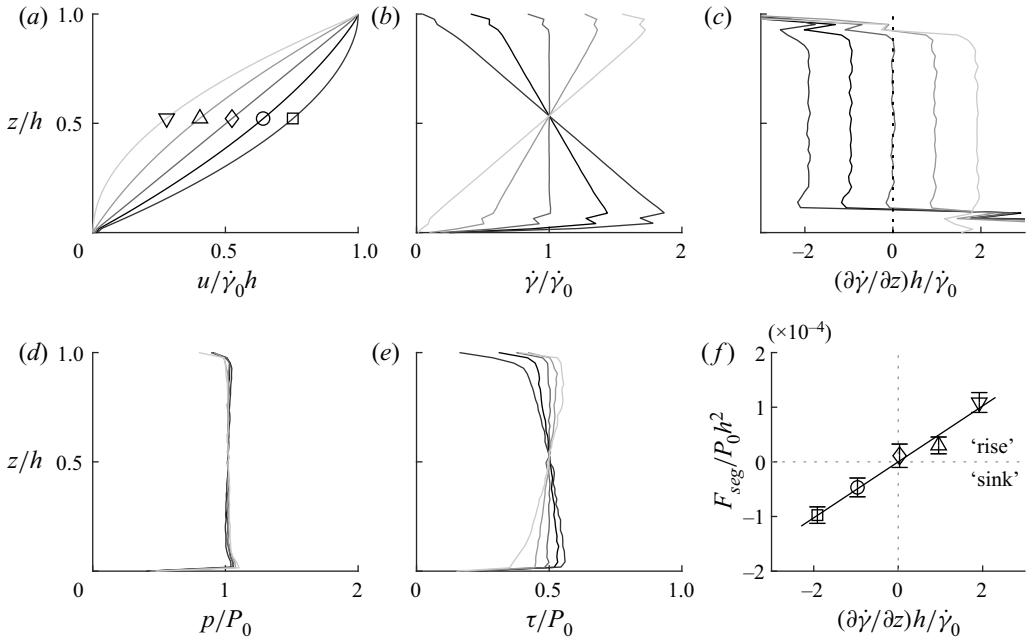 (a) (b) (c)
1.0
z/h 0.5
0 0.5 1.0 0 1 2 −2 0 2
u/γ̇₀h γ̇/γ̇₀ (∂γ̇/∂z)h/γ̇₀
(d) (e) (f) (×10⁻⁴)
1.0 2
1
z/h 0.5 F_seg/P₀h² 0 'rise'
'sink'
−1
−2
0 1 2 0 0.5 1.0 −2 0 2
p/P₀ τ/P₀ (∂γ̇/∂z)h/γ̇₀